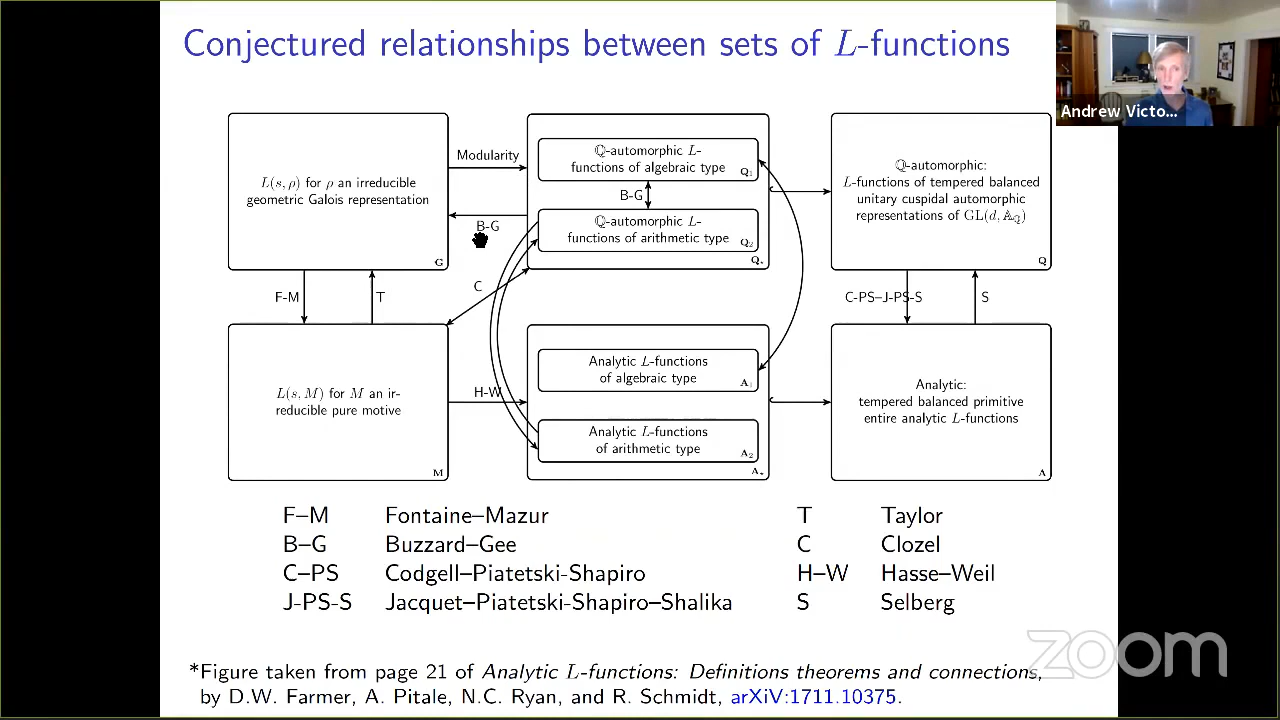 Conjectured relationships between sets of L-functions
Andrew Victo...
L(s, ρ) for ρ an irreducible
geometric Galois representation
G
Modularity
B-G
ℚ-automorphic L-
functions of algebraic type
Q₁
B-G
ℚ-automorphic L-
functions of arithmetic type
Q₂
Q⋆
ℚ-automorphic:
L-functions of tempered balanced
unitary cuspidal automorphic
representations of GL(d, 𝔸_ℚ)
Q
F-M
T
C
C-PS–J-PS-S
S
L(s, M) for M an ir-
reducible pure motive
M
H-W
Analytic L-functions
of algebraic type
A₁
Analytic L-functions
of arithmetic type
A₂
A⋆
Analytic:
tempered balanced primitive
entire analytic L-functions
A
F–M Fontaine–Mazur T Taylor
B–G Buzzard–Gee C Clozel
C–PS Codgell–Piatetski-Shapiro H–W Hasse–Weil
J-PS-S Jacquet–Piatetski-Shapiro–Shalika S Selberg
zoom
*Figure taken from page 21 of Analytic L-functions: Definitions theorems and connections,
by D.W. Farmer, A. Pitale, N.C. Ryan, and R. Schmidt, arXiV:1711.10375.